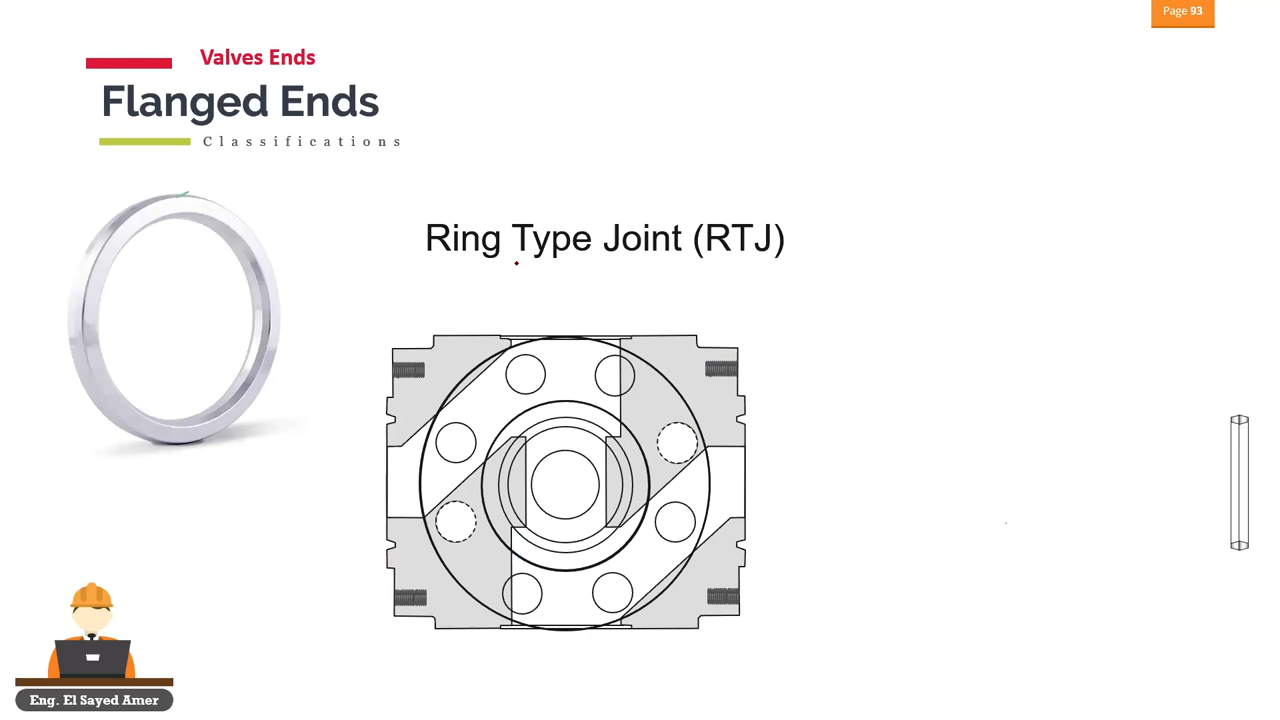 Page 93
Valves Ends
Flanged Ends
Classifications
Ring Type Joint (RTJ)
Eng. El Sayed Amer